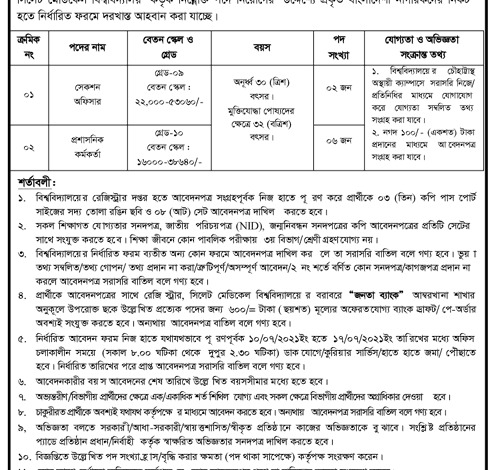 সিলেট মেডিকেল বিশ্ববিদ্যালয় কর্তৃক নিম্নোক্ত পদে নিয়োগের উদ্দেশ্যে প্রকৃত বাংলাদেশী নাগরিকদের নিকট
হতে নির্ধারিত ফরমে দরখাস্ত আহবান করা যাচ্ছে।
ক্রমিক নং
পদের নাম
বেতন স্কেল ও গ্রেড
বয়স
পদ সংখ্যা
যোগ্যতা ও অভিজ্ঞতা সংক্রান্ত তথ্য
০১
সেকশন অফিসার
গ্রেড-০৯
বেতন স্কেল :
২২,০০০-৫৩০৬০/-
অনূর্ধ্ব ৩০ (ত্রিশ)
বৎসর।
মুক্তিযোদ্ধা পোষ্যদের
ক্ষেত্রে ৩২ (বত্রিশ)
বৎসর।
০২ জন
১. বিশ্ববিদ্যালয়ের চৌহাট্টাস্থ
অস্থায়ী ক্যাম্পাসে সরাসরি নিজে/
প্রতিনিধির মাধ্যমে যোগাযোগ
করে যোগ্যতা সম্বলিত তথ্য
সংগ্রহ করা যাবে।
০২
প্রশাসনিক
কর্মকর্তা
গ্রেড-১০
বেতন স্কেল :
১৬০০০-৩৮৬৪০/-
০৬ জন
২. নগদ ১০০/- (একশত) টাকা
প্রদানের মাধ্যমে আ বেদনপত্র
সংগ্রহ করা যাবে।
শর্তাবলী :
১. বিশ্ববিদ্যালয়ের রেজিস্ট্রার দপ্তর হতে আবেদনপত্র সংগ্রহপূর্বক নিজ হাতে পূ রণ করে প্রার্থীকে ০৩ (তিন) কপি পাস পোর্ট
সাইজের সদ্য তোলা রঙিন ছবি ও ০৮ (আট) সেট আবেদনপত্র দাখিল করতে হবে।
২. সকল শিক্ষাগত যোগ্যতার সনদপত্র, জাতীয় পরিচয়পত্র (NID), জন্মনিবন্ধন সনদপত্রের কপি আবেদনপত্রের প্রতিটি সেটের
সাথে সংযুক্ত করতে হবে। শিক্ষা জীবনে কোন পাবলিক পরীক্ষায় ৩য় বিভাগ/শ্রেণী গ্রহণযোগ্য নয়।
৩. বিশ্ববিদ্যালয়ের নির্ধারিত ফরম ব্যতীত অন্য কোন ফরমে আবেদনপত্র দাখিল কর লে তা সরাসরি বাতিল বলে গণ্য হবে। ভুয়া
তথ্য সম্বলিত/তথ্য গোপন/ তথ্য প্রদান না করা/ত্রুটিপূর্ণ/অসম্পূর্ণ আবেদন/২ নং শর্তে বর্ণিত কোন সনদপত্র/কাগজপত্র প্রদান না
করলে আবেদনপত্র সরাসরি বাতিল বলে গণ্য হবে।
৪. প্রার্থীকে আবেদনপত্রের সাথে রেজি স্ট্রার, সিলেট মেডিকেল বিশ্ববিদ্যালয়ের বরাবরে “জনতা ব্যাংক” আম্বরখানা শাখার
অনুকূলে উপরোক্ত ছকে উল্লেখিত প্রত্যেক পদের জন্য ৬০০/= টাকা (ছয়শত) মূল্যের অফেরতযোগ্য ব্যাংক ড্রাফট/ পে-অর্ডার
অবশ্যই সংযুক্ত করতে হবে। অন্যথায় আবেদনপত্র বাতিল বলে গণ্য হবে।
৫. নির্ধারিত আবেদন ফরম নিজ হাতে যথাযথভাবে পূ রণপূর্বক ১০/০৭/২০২১ইং হতে ১৭/০৭/২০২১ইং তারিখের মধ্যে অফিস
চলাকালীন সময়ে (সকাল ৮.০০ ঘটিকা থেকে দুপুর ২.৩০ ঘটিকা) ডাক যোগে/কুরিয়ার সার্ভিস/হাতে হাতে জমা/ পৌছাতে
হবে। নির্ধারিত তারিখের পরে প্রাপ্ত আবেদনপত্র সরাসরি বাতিল বলে গণ্য হবে।
৬. আবেদনকারীর বয়স আবেদনের শেষ তারিখে উল্লেখিত বয়সসীমার মধ্যে হতে হবে।
৭. অভ্যন্তরীণ/বিভাগীয় প্রার্থীদের ক্ষেত্রে এক/একাধিক শর্ত শিথিল যোগ্য এবং সকল ক্ষেত্রে বিভাগীয় প্রার্থীদের অগ্রাধিকার দেওয়া হবে।
৮. চাকুরীরত প্রার্থীকে অবশ্যই যথাযথ কর্তৃপক্ষে র মাধ্যমে আবেদন করতে হবে। অন্যথায় আবেদনপত্র সরাসরি বাতিল বলে গণ্য হবে।
৯. অভিজ্ঞতা বলতে সরকারী/আধা-সরকারী/স্বায়ত্তশাসিত/স্বীকৃত প্রতিষ্ঠানে কাজের অভিজ্ঞতাকে বু ঝাবে। সংশ্লিষ্ট প্রতিষ্ঠানের
প্যাডে প্রতিষ্ঠান প্রধান/নির্বাহী কর্তৃক স্বাক্ষরিত অভিজ্ঞতার সনদপত্র দাখিল করতে হবে।
১০. বিজ্ঞপ্তিতে উল্লেখিত পদ সংখ্যা হ্রাস/বৃদ্ধি করার ক্ষমতা (পদ থাকা সাপেক্ষে) কর্তৃপক্ষ সংরক্ষণ করেন।